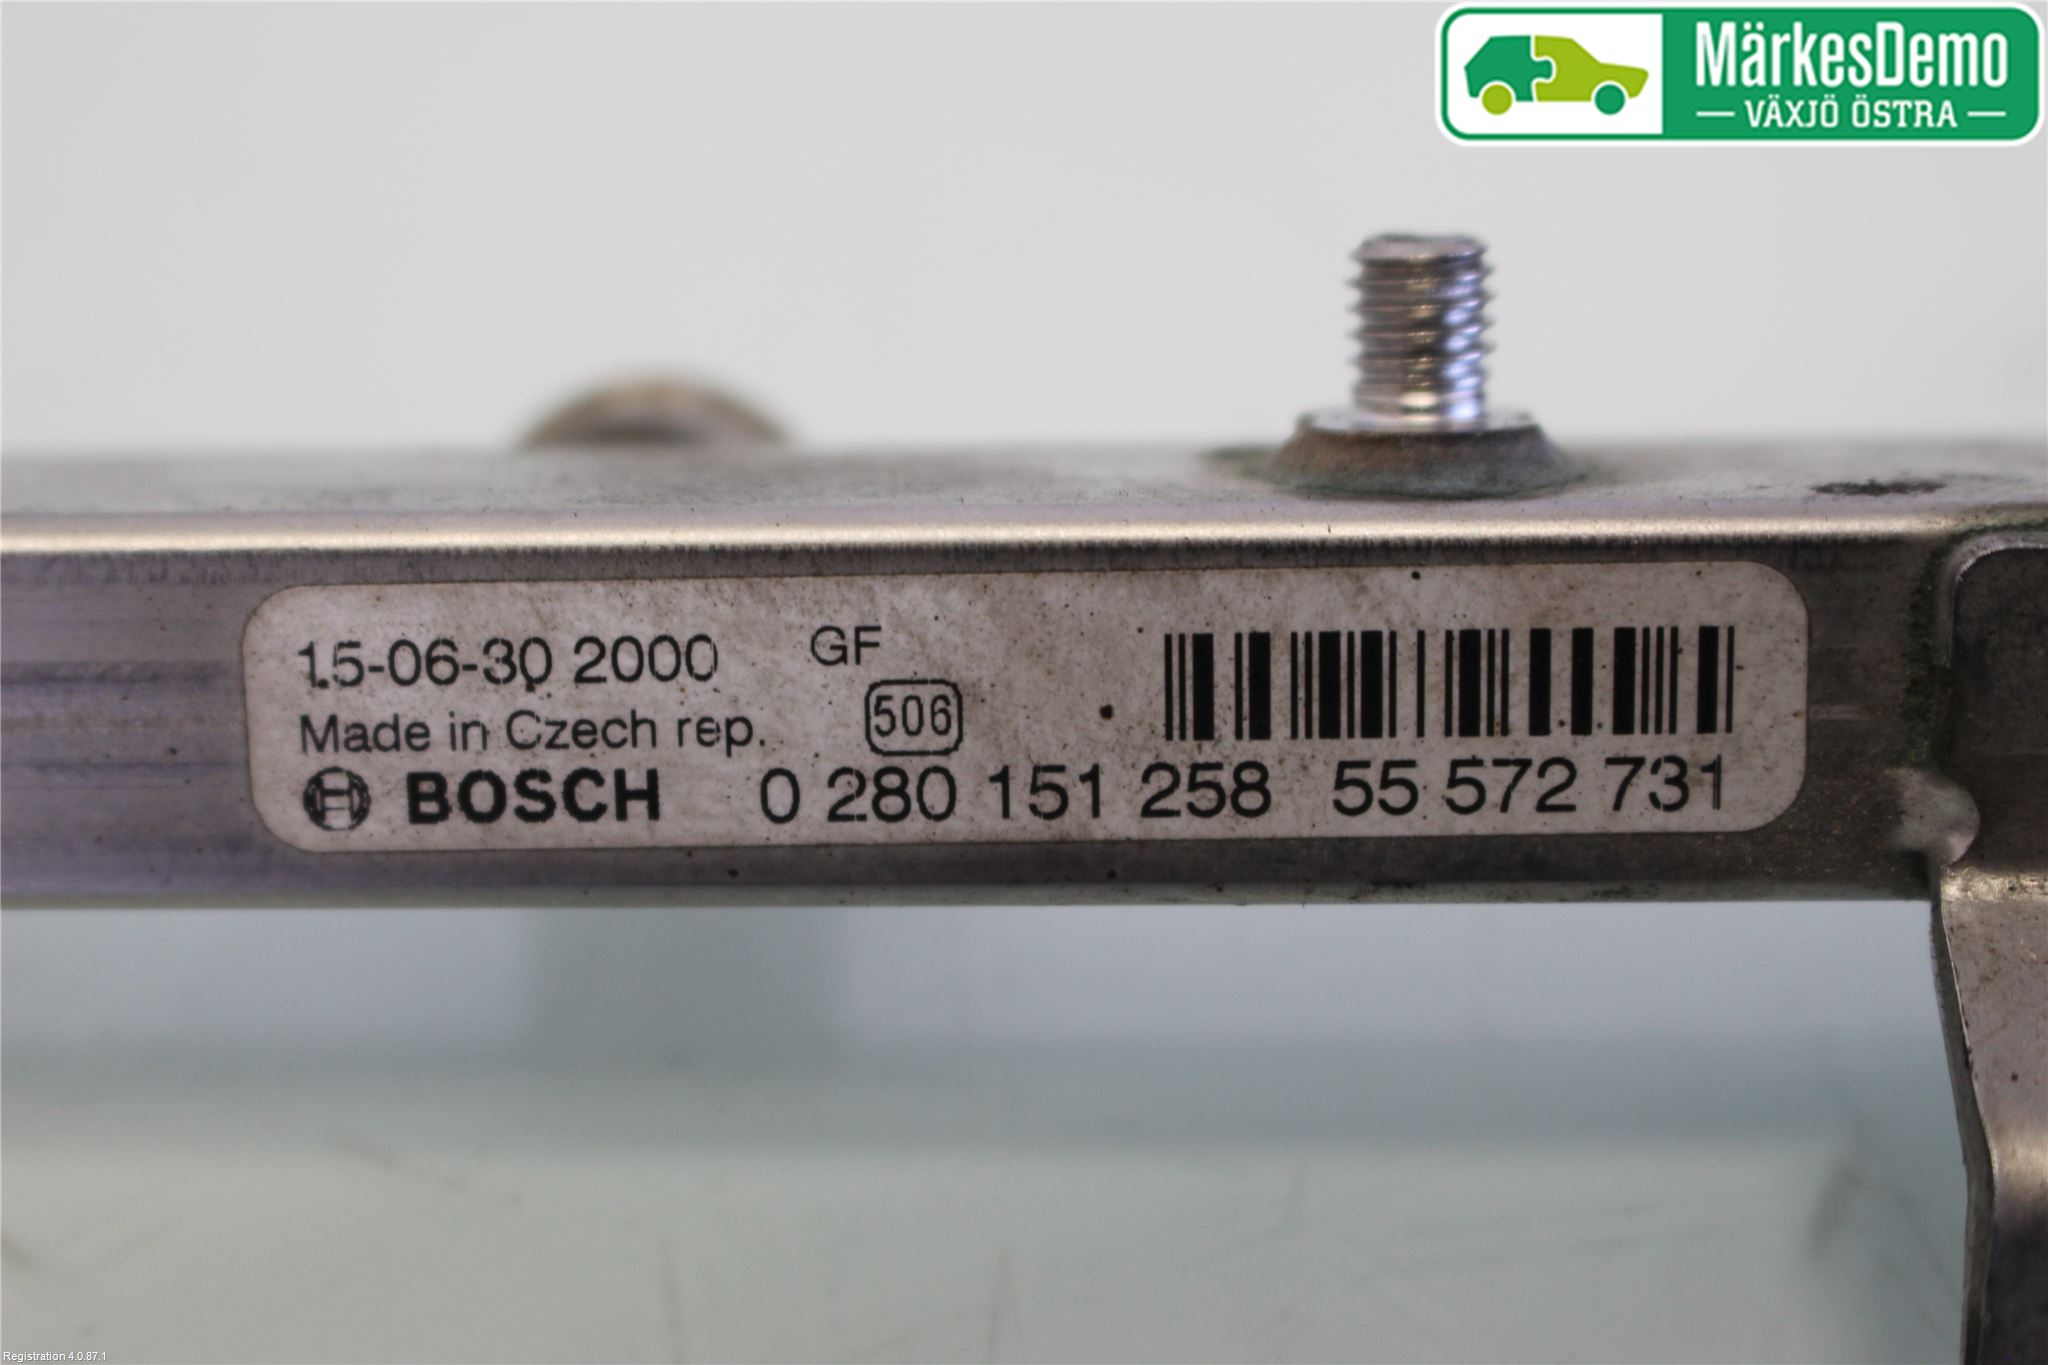 MärkesDemo
VÄXJÖ ÖSTRA
15-06-30 2000 GF
506
Made in Czech rep.
BOSCH 0 280 151 258 55 572 731
Registration 4.0.87.1